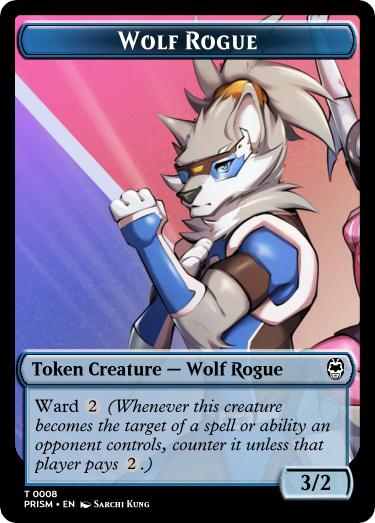 Wolf Rogue
Token Creature — Wolf Rogue
Ward 2 (Whenever this creature
becomes the target of a spell or ability an
opponent controls, counter it unless that
player pays 2.)
3/2
T 0008
PRISM • EN Sarchi Kung